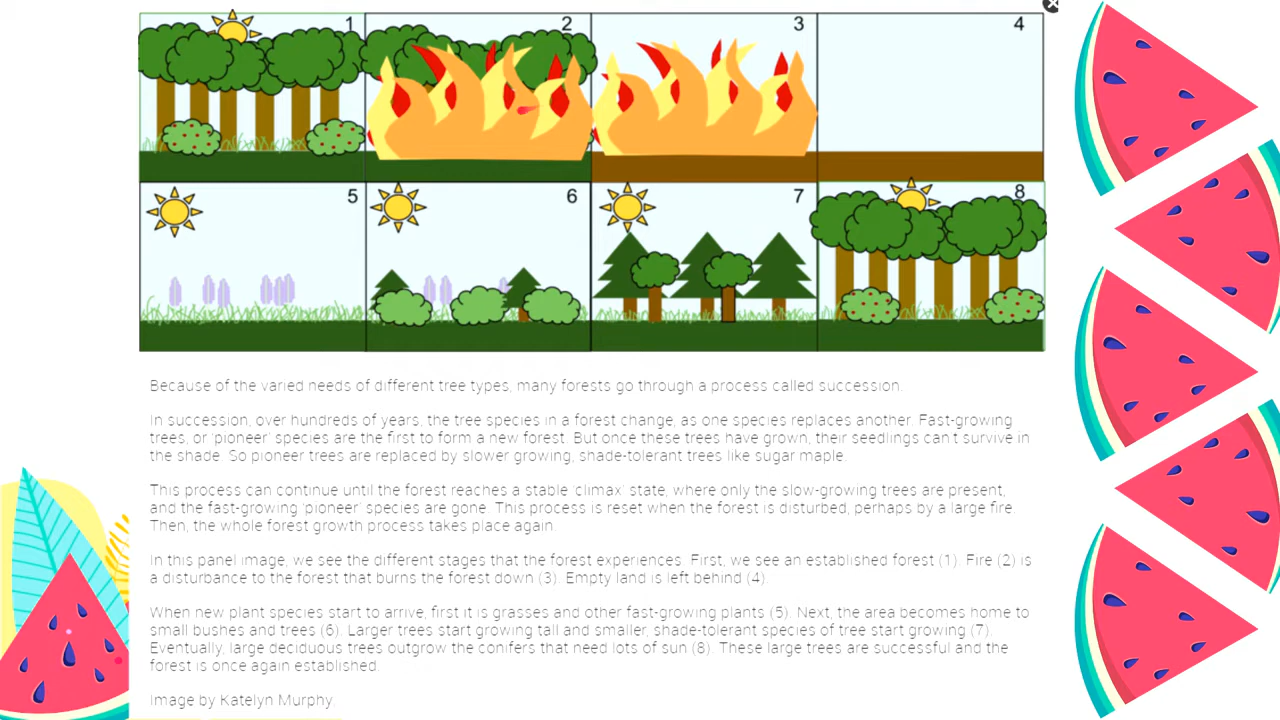 1
2
3
4
5
6
7
8
Because of the varied needs of different tree types, many forests go through a process called succession.
In succession, over hundreds of years, the tree species in a forest change, as one species replaces another. Fast-growing
trees, or 'pioneer' species are the first to form a new forest. But once these trees have grown, their seedlings can't survive in
the shade. So pioneer trees are replaced by slower growing, shade-tolerant trees like sugar maple.
This process can continue until the forest reaches a stable 'climax' state, where only the slow-growing trees are present,
and the fast-growing 'pioneer' species are gone. This process is reset when the forest is disturbed, perhaps by a large fire.
Then, the whole forest growth process takes place again.
In this panel image, we see the different stages that the forest experiences. First, we see an established forest (1). Fire (2) is
a disturbance to the forest that burns the forest down (3). Empty land is left behind (4).
When new plant species start to arrive, first it is grasses and other fast-growing plants (5). Next, the area becomes home to
small bushes and trees (6). Larger trees start growing tall and smaller, shade-tolerant species of tree start growing (7).
Eventually, large deciduous trees outgrow the conifers that need lots of sun (8). These large trees are successful and the
forest is once again established.
Image by Katelyn Murphy.